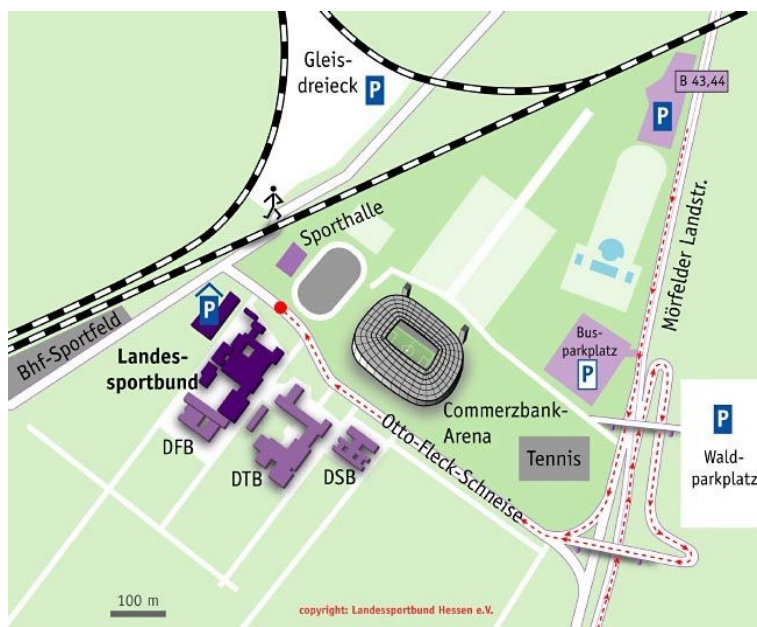 Gleis-
dreieck
P
B 43,44
P
Sporthalle
Mörfelder Landstr.
P
Bus-
parkplatz
P
Bhf-Sportfeld
Landes-
sportbund
Commerzbank-
Arena
P
Wald-
parkplatz
DFB
DTB
DSB
Otto-Fleck-Schneise
Tennis
100 m
copyright: Landessportbund Hessen e.V.